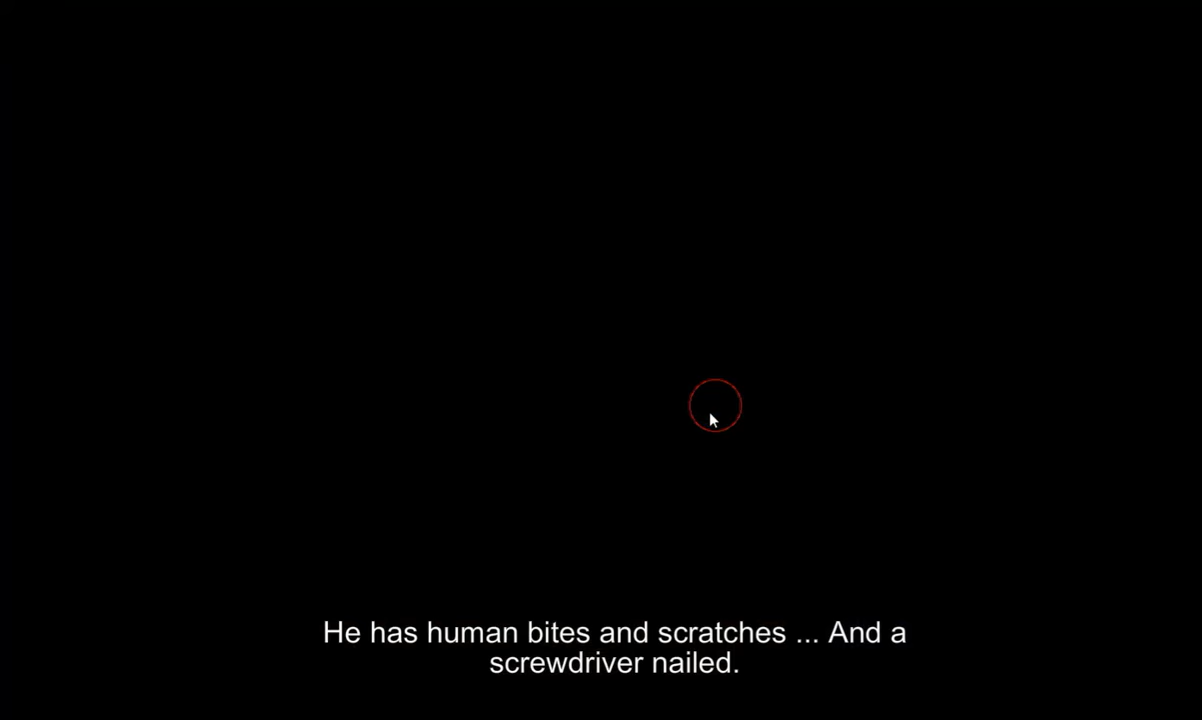 He has human bites and scratches ... And a
screwdriver nailed.